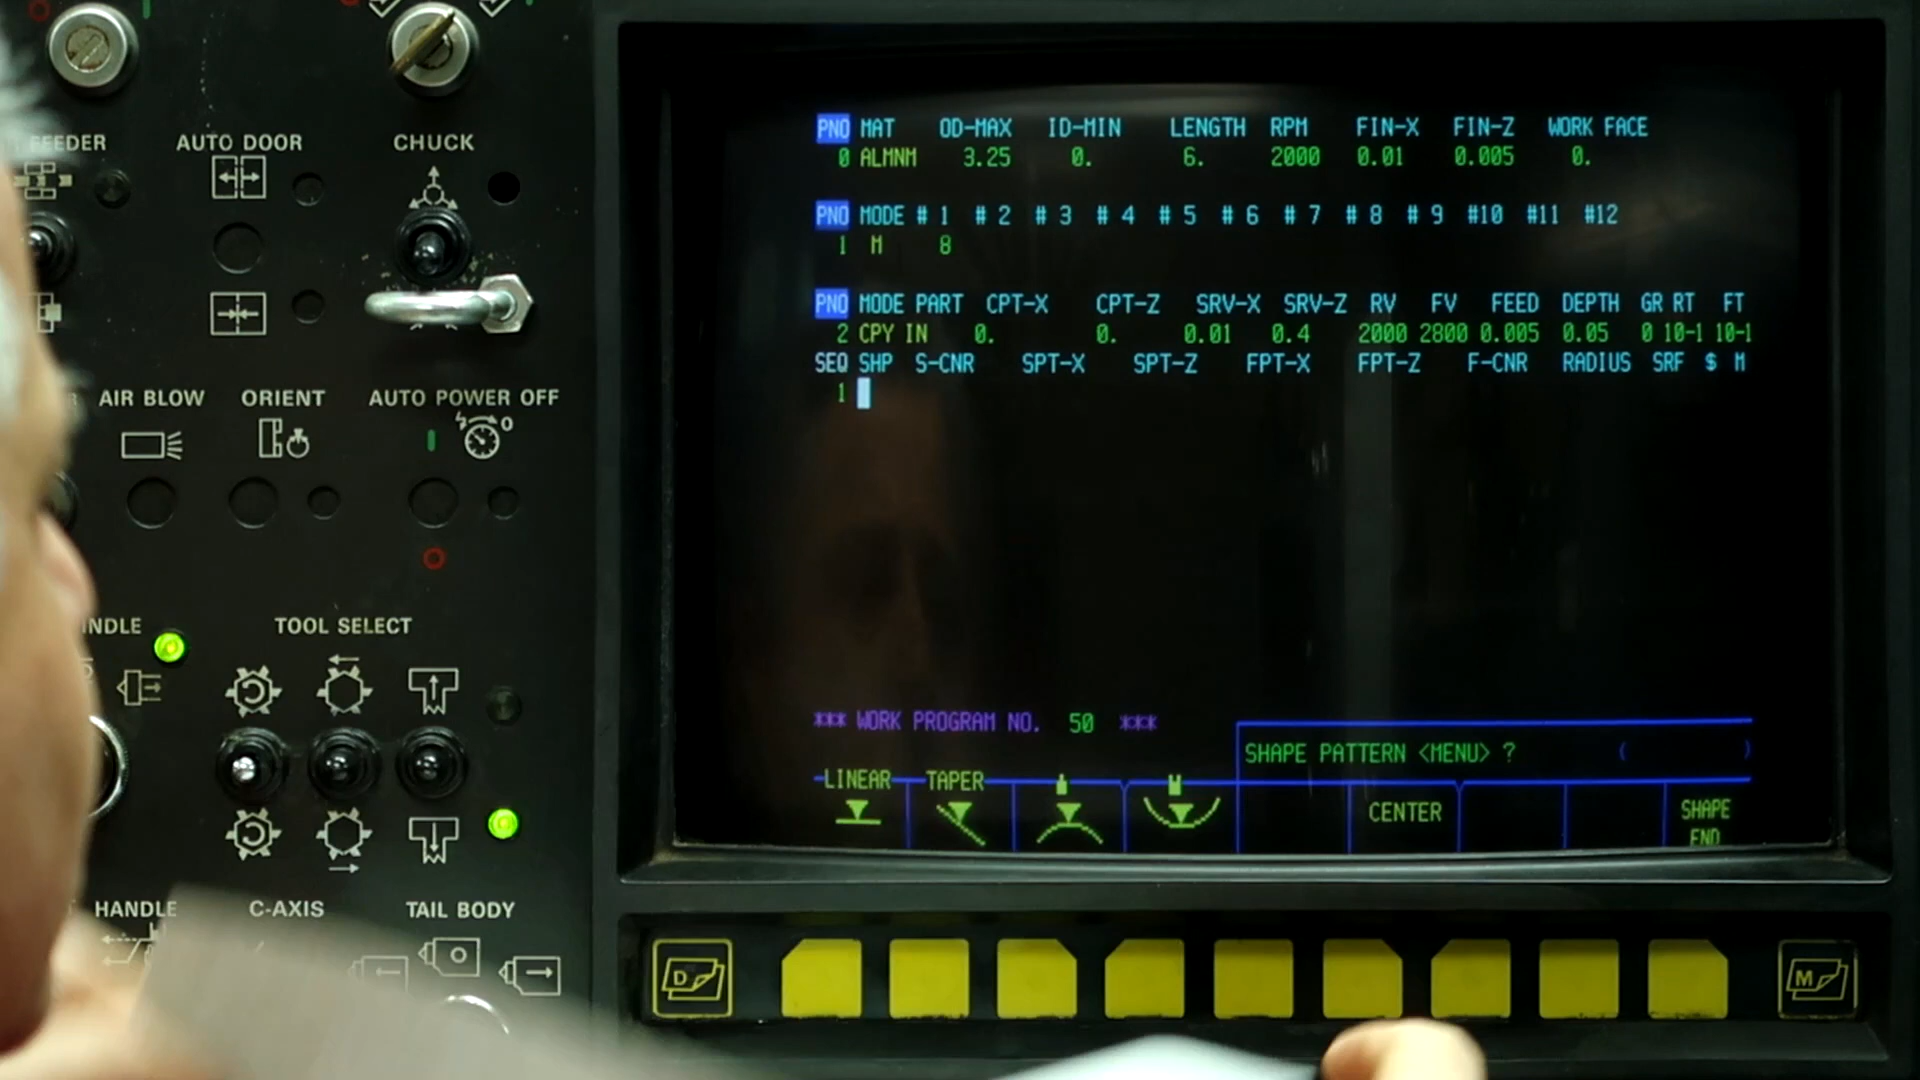 FEEDER AUTO DOOR CHUCK
AIR BLOW ORIENT AUTO POWER OFF
INDLE TOOL SELECT
HANDLE C-AXIS TAIL BODY
PNO MAT OD-MAX ID-MIN LENGTH RPM FIN-X FIN-Z WORK FACE
0 ALMNM 3.25 0. 6. 2000 0.01 0.005 0.
PNO MODE # 1 # 2 # 3 # 4 # 5 # 6 # 7 # 8 # 9 #10 #11 #12
1 M 8
PNO MODE PART CPT-X CPT-Z SRV-X SRV-Z RV FV FEED DEPTH GR RT FT
2 CPY IN 0. 0. 0.01 0.4 2000 2800 0.005 0.05 0 10-1 10-1
SEQ SHP S-CNR SPT-X SPT-Z FPT-X FPT-Z F-CNR RADIUS SRF $ M
1
*** WORK PROGRAM NO. 50 ***
SHAPE PATTERN <MENU> ? ( )
LINEAR TAPER CENTER SHAPE
END
D M